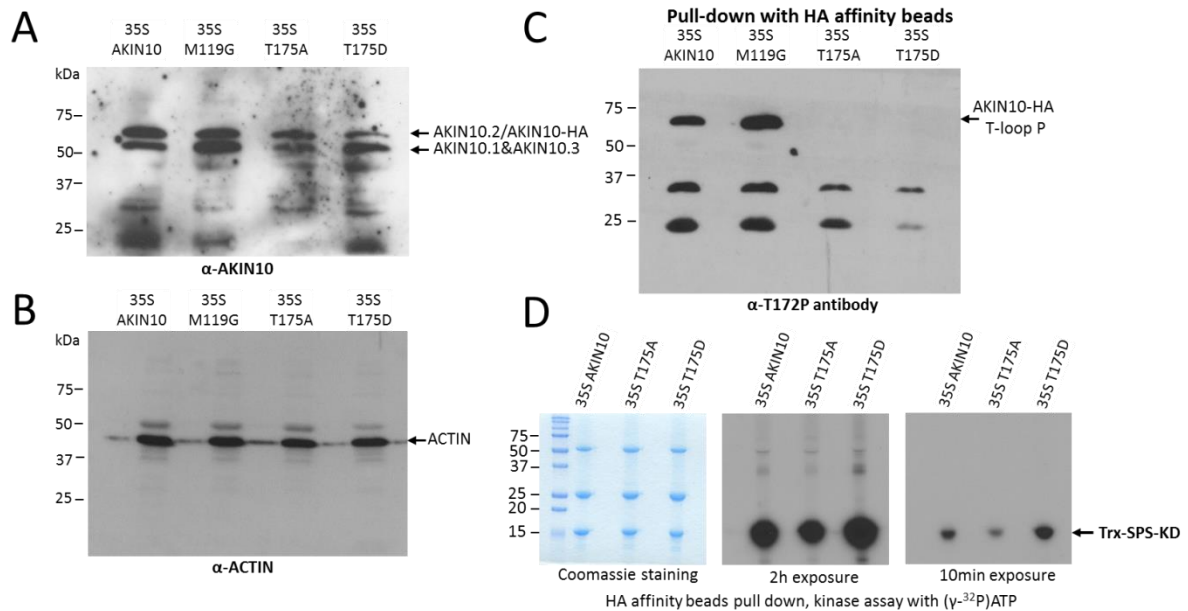 A
35S AKIN10
35S M119G
35S T175A
35S T175D
kDa
75
50
37
25
AKIN10.2/AKIN10-HA
AKIN10.1&AKIN10.3
α-AKIN10
B
35S AKIN10
35S M119G
35S T175A
35S T175D
kDa
75
50
37
25
ACTIN
α-ACTIN
C
Pull-down with HA affinity beads
35S AKIN10
35S M119G
35S T175A
35S T175D
75
50
37
25
AKIN10-HA
T-loop P
α-T172P antibody
D
35S AKIN10
35S T175A
35S T175D
35S AKIN10
35S T175A
35S T175D
35S AKIN10
35S T175A
35S T175D
75
50
37
25
20
15
Trx-SPS-KD
Coomassie staining
2h exposure
10min exposure
HA affinity beads pull down, kinase assay with (γ-³²P)ATP